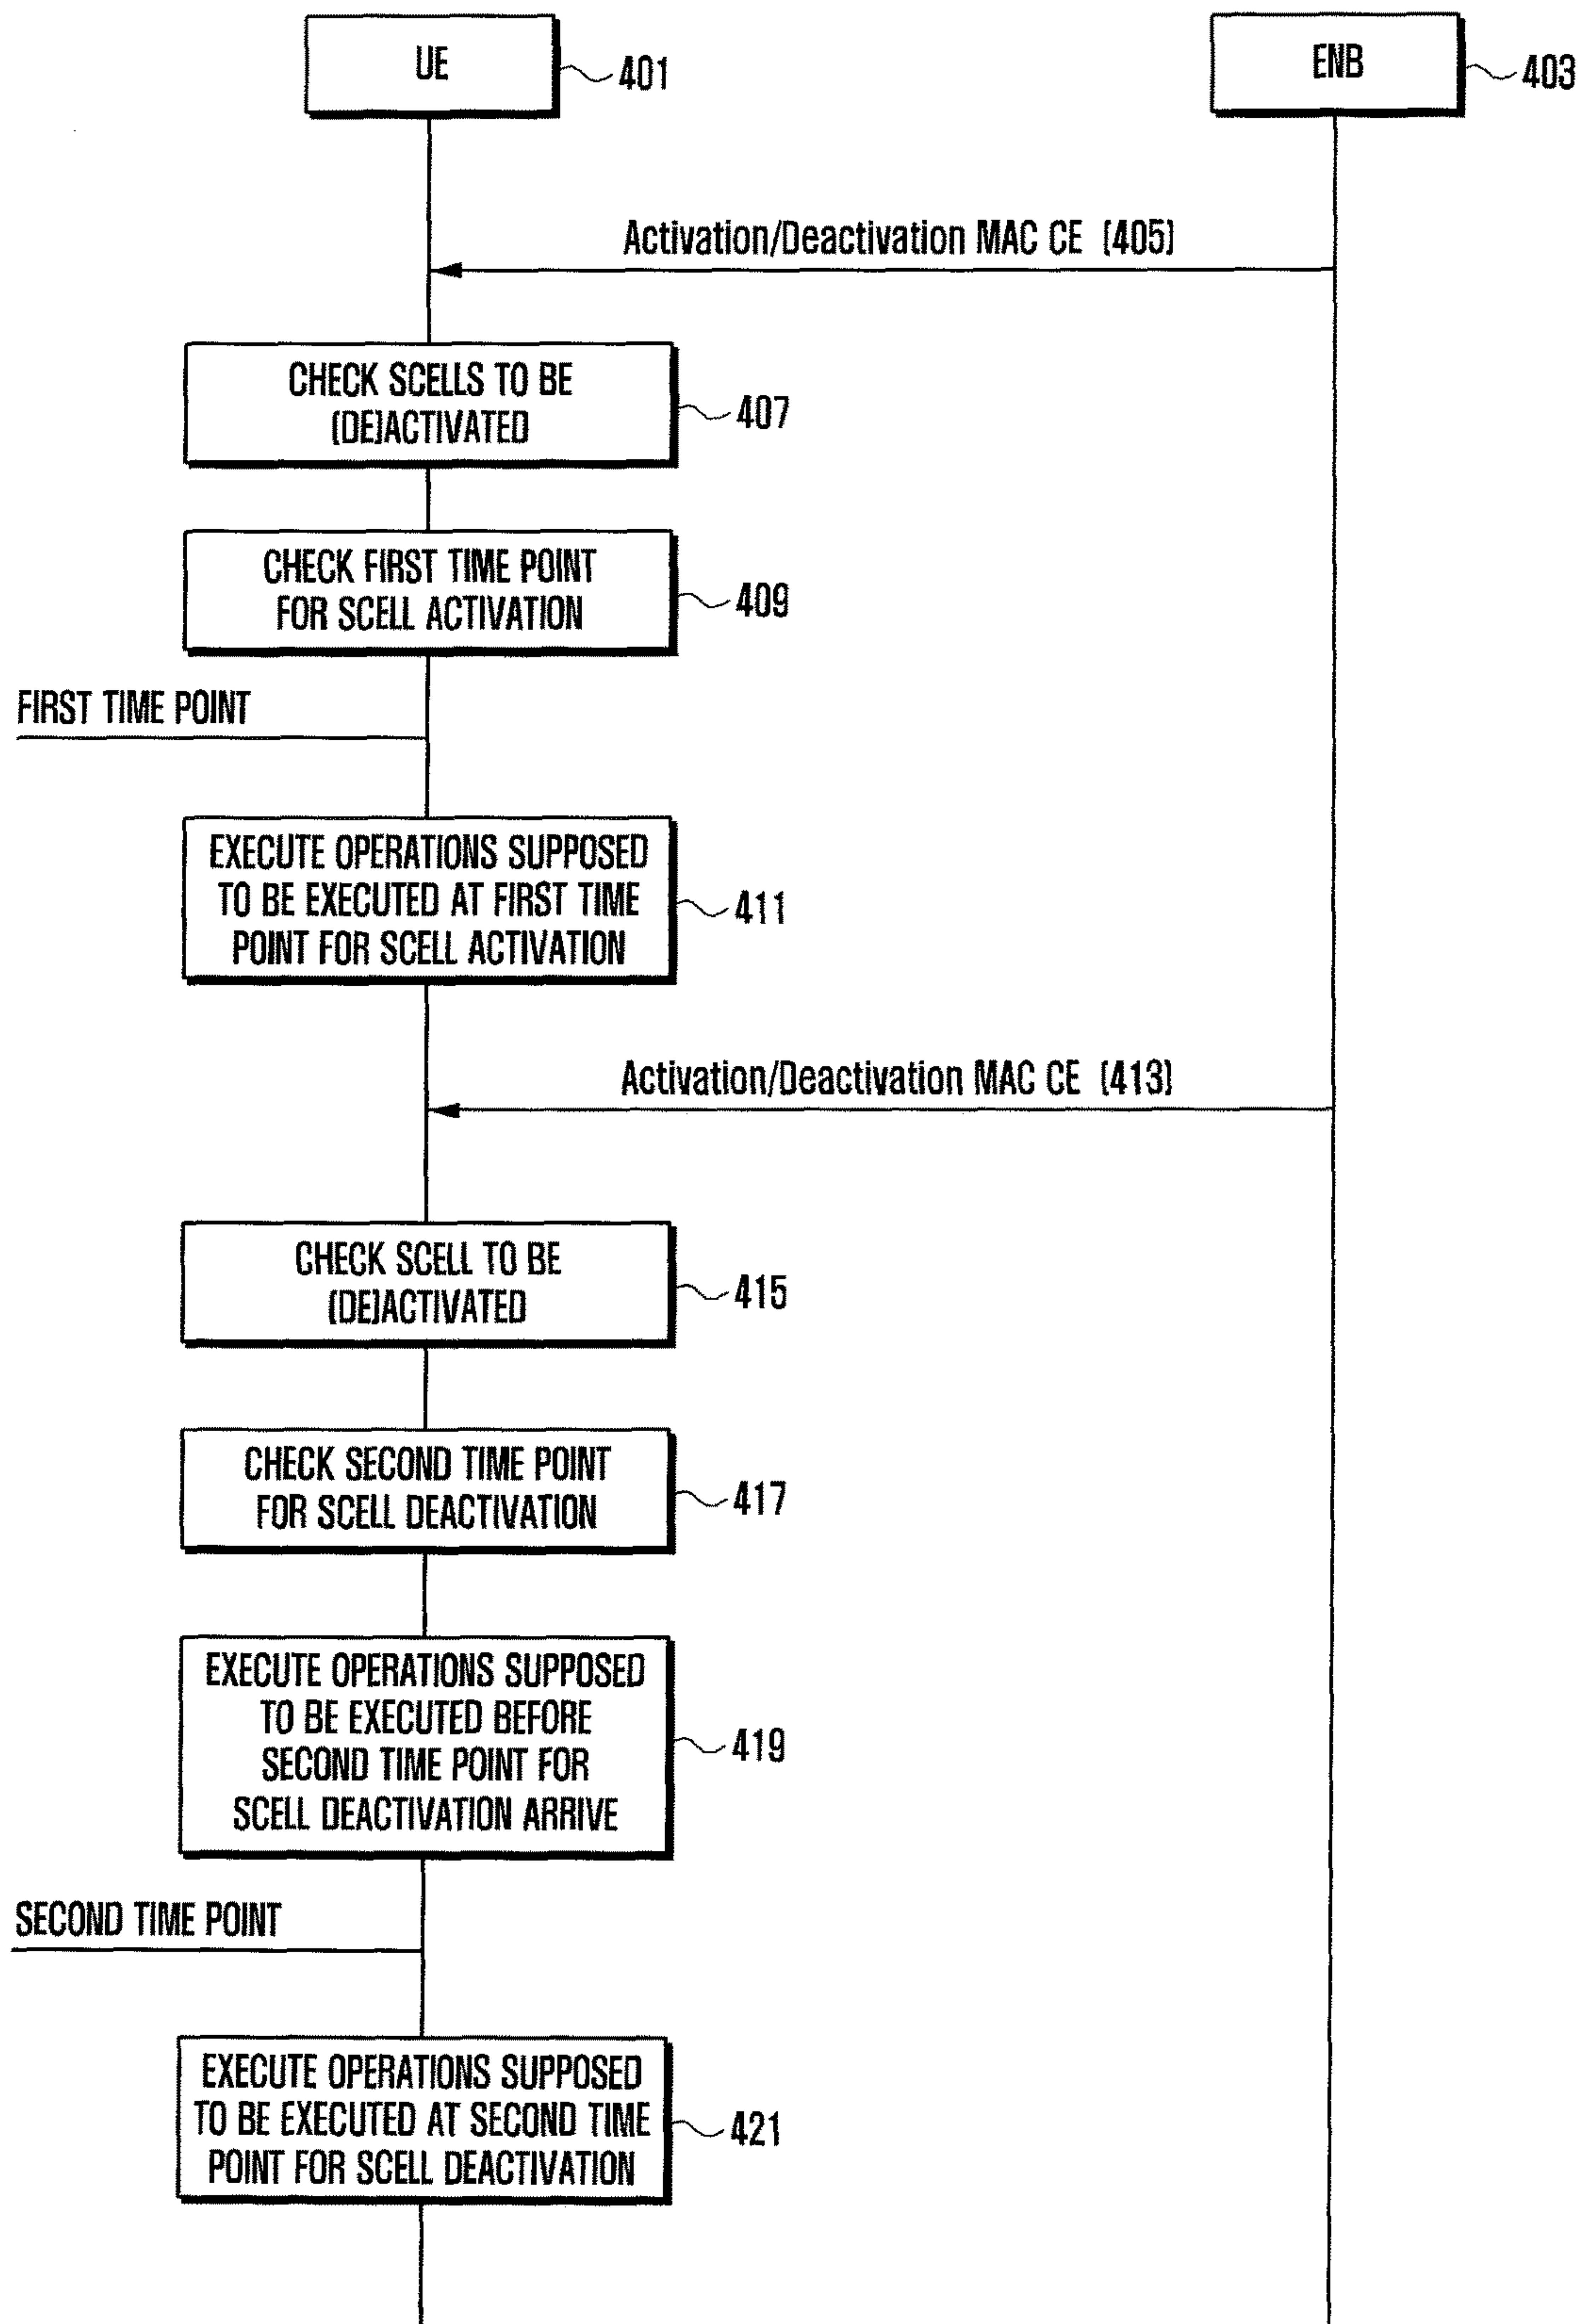 UE
401
ENB
403
Activation/Deactivation MAC CE (405)
CHECK SCELLS TO BE
(DE)ACTIVATED
407
CHECK FIRST TIME POINT
FOR SCELL ACTIVATION
409
FIRST TIME POINT
EXECUTE OPERATIONS SUPPOSED
TO BE EXECUTED AT FIRST TIME
POINT FOR SCELL ACTIVATION
411
Activation/Deactivation MAC CE (413)
CHECK SCELL TO BE
(DE)ACTIVATED
415
CHECK SECOND TIME POINT
FOR SCELL DEACTIVATION
417
EXECUTE OPERATIONS SUPPOSED
TO BE EXECUTED BEFORE
SECOND TIME POINT FOR
SCELL DEACTIVATION ARRIVE
419
SECOND TIME POINT
EXECUTE OPERATIONS SUPPOSED
TO BE EXECUTED AT SECOND TIME
POINT FOR SCELL DEACTIVATION
421